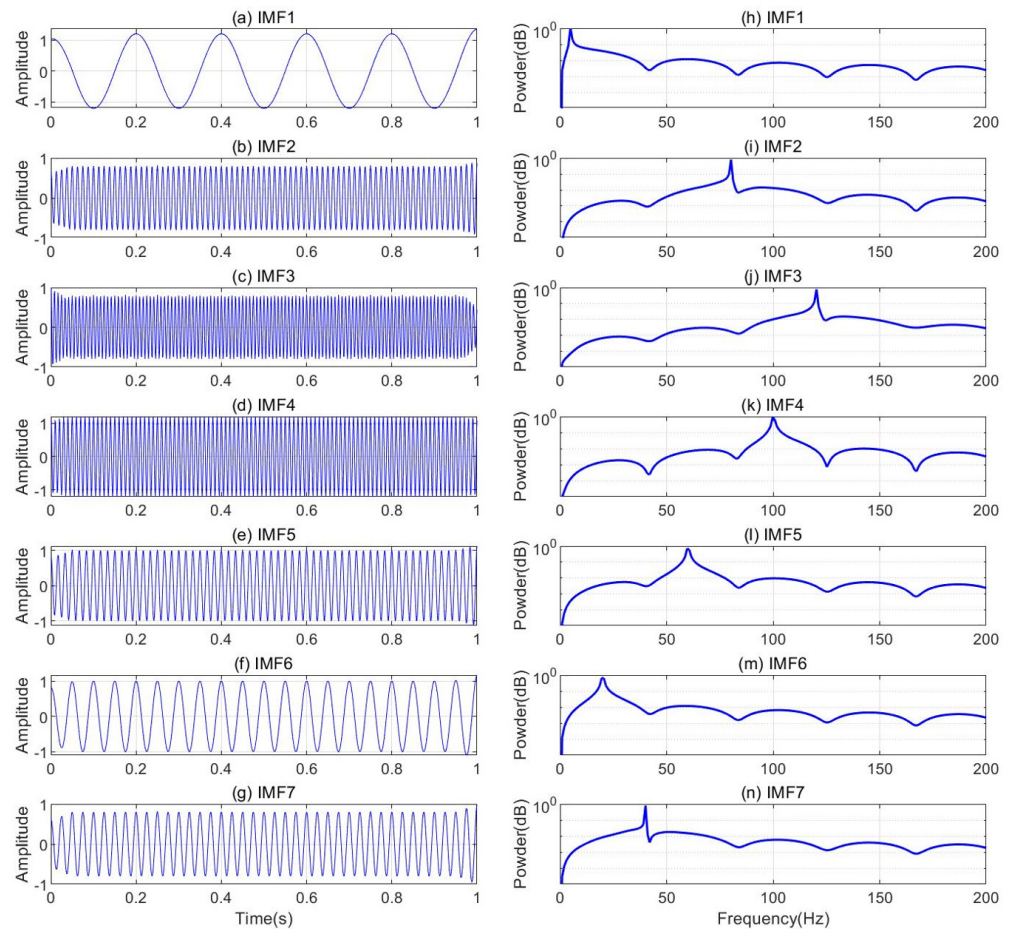 (a) IMF1
Amplitude
1
0
-1
0 0.2 0.4 0.6 0.8 1
(h) IMF1
Powder(dB)
10^0
0 50 100 150 200
(b) IMF2
Amplitude
1
0
-1
0 0.2 0.4 0.6 0.8 1
(i) IMF2
Powder(dB)
10^0
0 50 100 150 200
(c) IMF3
Amplitude
1
0
-1
0 0.2 0.4 0.6 0.8 1
(j) IMF3
Powder(dB)
10^0
0 50 100 150 200
(d) IMF4
Amplitude
1
0
-1
0 0.2 0.4 0.6 0.8 1
(k) IMF4
Powder(dB)
10^0
0 50 100 150 200
(e) IMF5
Amplitude
1
0
-1
0 0.2 0.4 0.6 0.8 1
(l) IMF5
Powder(dB)
10^0
0 50 100 150 200
(f) IMF6
Amplitude
1
0
-1
0 0.2 0.4 0.6 0.8 1
(m) IMF6
Powder(dB)
10^0
0 50 100 150 200
(g) IMF7
Amplitude
1
0
-1
0 0.2 0.4 0.6 0.8 1
Time(s)
(n) IMF7
Powder(dB)
10^0
0 50 100 150 200
Frequency(Hz)